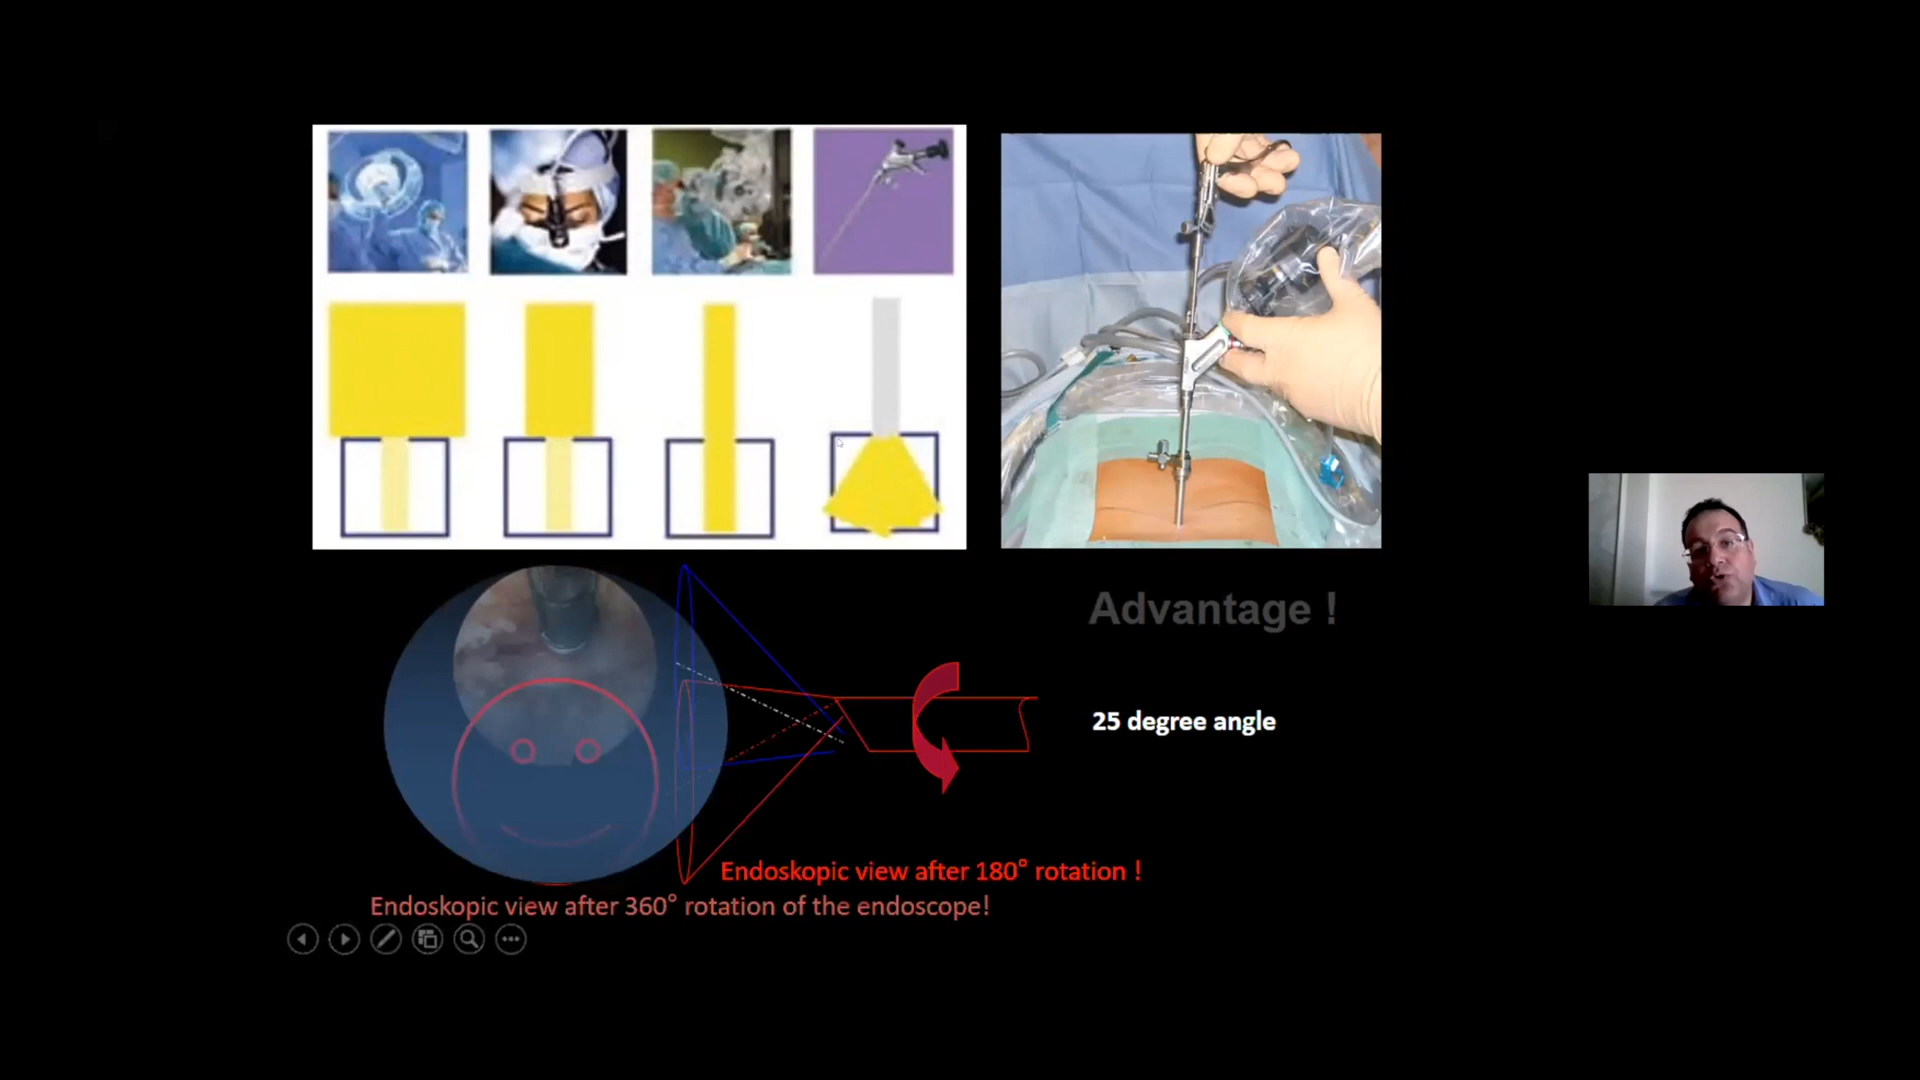 Advantage !
25 degree angle
Endoskopic view after 180° rotation !
Endoskopic view after 360° rotation of the endoscope!